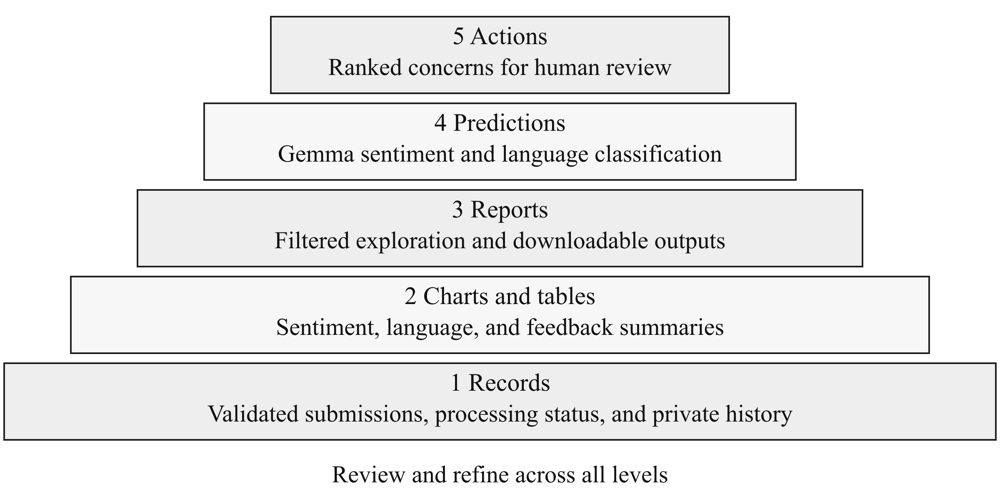 5 Actions
Ranked concerns for human review
4 Predictions
Gemma sentiment and language classification
3 Reports
Filtered exploration and downloadable outputs
2 Charts and tables
Sentiment, language, and feedback summaries
1 Records
Validated submissions, processing status, and private history
Review and refine across all levels